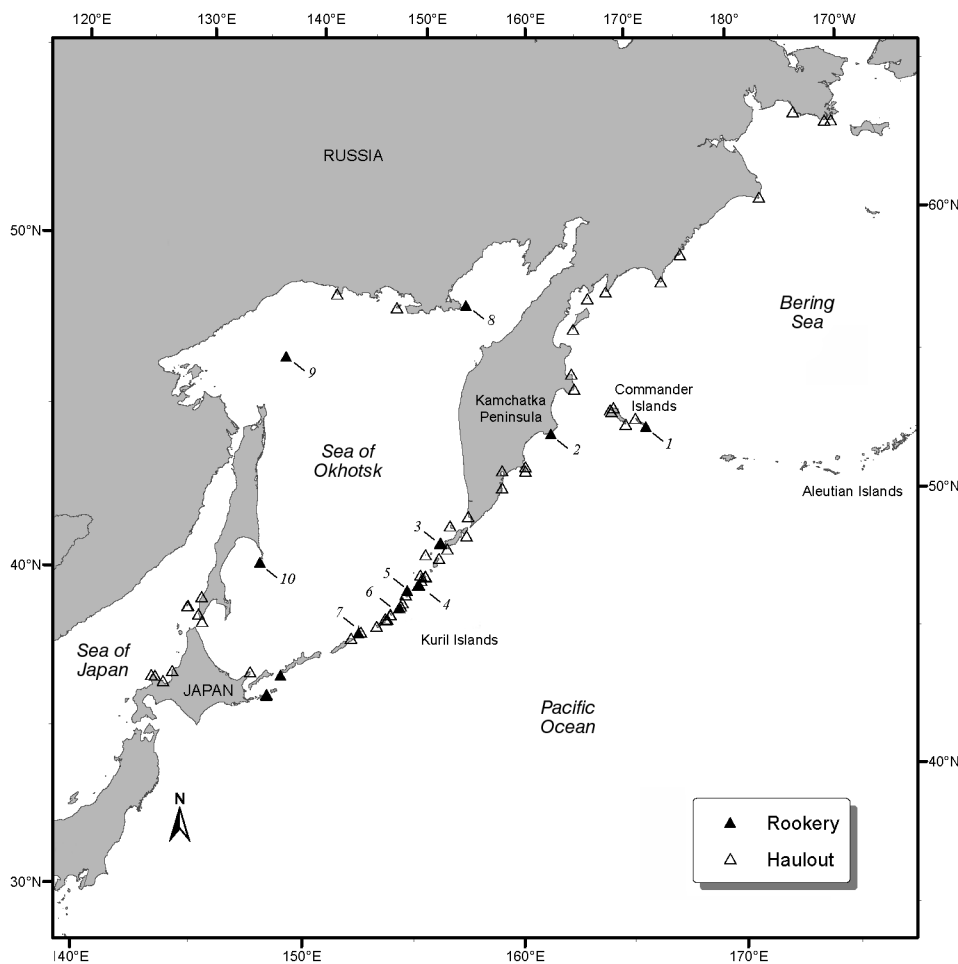 120°E 130°E 140°E 150°E 160°E 170°E 180° 170°W
RUSSIA
60°N
50°N
Bering
Sea
8
9
Commander
Islands
Kamchatka
Peninsula
1
2
Sea of
Okhotsk
50°N
Aleutian Islands
3
40°N
5
10
6
4
7
Kuril Islands
Sea of
Japan
JAPAN
Pacific
Ocean
40°N
N
Rookery
Haulout
30°N
140°E 150°E 160°E 170°E